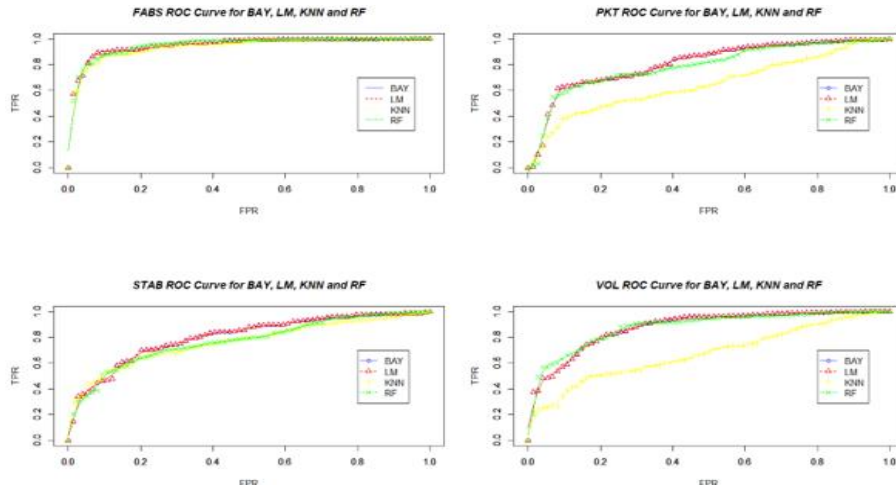 FABS ROC Curve for BAY, LM, KNN and RF
TPR
0.0 0.2 0.4 0.6 0.8 1.0
BAY
LM
KNN
RF
0.0 0.2 0.4 0.6 0.8 1.0
FPR
PKT ROC Curve for BAY, LM, KNN and RF
TPR
0.0 0.2 0.4 0.6 0.8 1.0
BAY
LM
KNN
RF
0.0 0.2 0.4 0.6 0.8 1.0
FPR
STAB ROC Curve for BAY, LM, KNN and RF
TPR
0.0 0.2 0.4 0.6 0.8 1.0
BAY
LM
KNN
RF
0.0 0.2 0.4 0.6 0.8 1.0
FPR
VOL ROC Curve for BAY, LM, KNN and RF
TPR
0.0 0.2 0.4 0.6 0.8 1.0
BAY
LM
KNN
RF
0.0 0.2 0.4 0.6 0.8 1.0
FPR